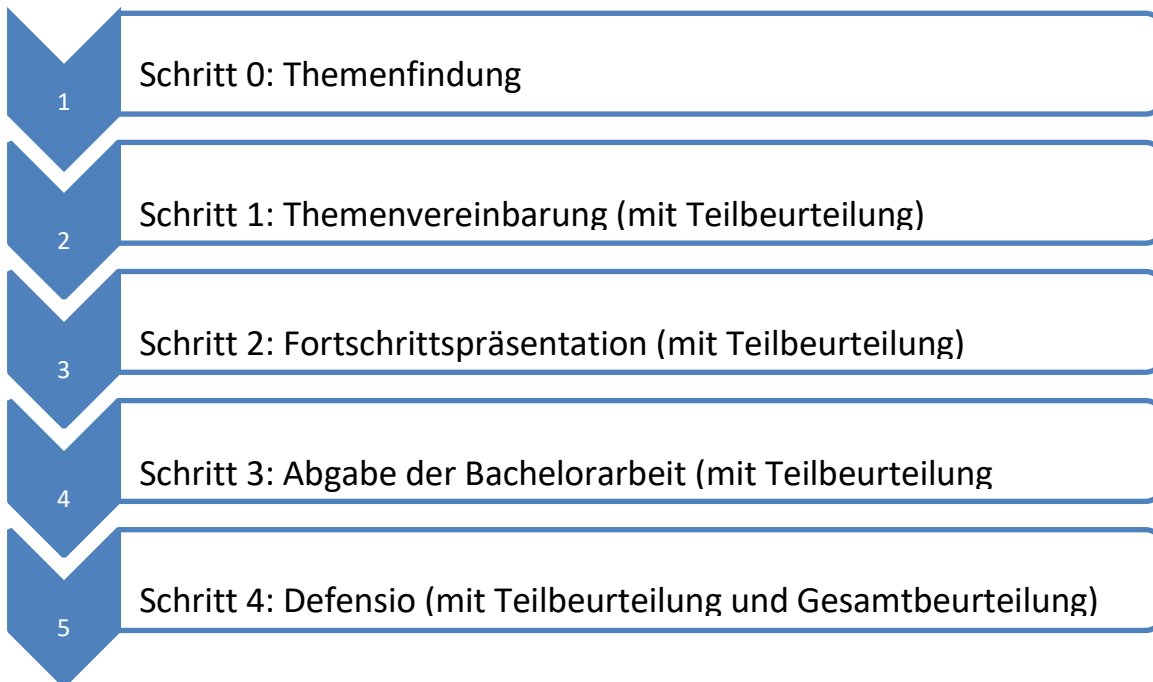 Schritt 0: Themenfindung
1
Schritt 1: Themenvereinbarung (mit Teilbeurteilung)
2
Schritt 2: Fortschrittspräsentation (mit Teilbeurteilung)
3
Schritt 3: Abgabe der Bachelorarbeit (mit Teilbeurteilung
4
Schritt 4: Defensio (mit Teilbeurteilung und Gesamtbeurteilung)
5